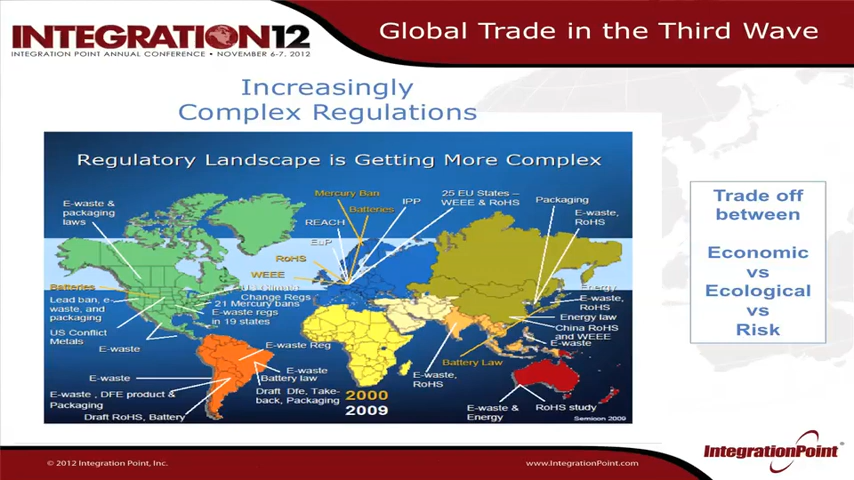 INTEGRATION12
INTEGRATION POINT ANNUAL CONFERENCE • NOVEMBER 6-7, 2012
Global Trade in the Third Wave
Increasingly
Complex Regulations
Regulatory Landscape is Getting More Complex
E-waste &
packaging
laws
Mercury Ban
Batteries
IPP
REACH
EuP
RoHS
WEEE
25 EU States –
WEEE & RoHS
Packaging
E-waste,
RoHS
Batteries
Lead ban, e-
waste, and
packaging
US Conflict
Metals
E-waste
U.S. Climate
Change Regs
21 Mercury bans
E-waste regs
in 19 states
Energy
E-waste,
RoHS
Energy law
China RoHS
and WEEE
E-waste
Battery Law
E-waste,
RoHS
E-waste Reg
E-waste
Battery law
Draft Dfe, Take-
back, Packaging
E-waste
E-waste , DFE product &
Packaging
Draft RoHS, Battery
2000
2009
E-waste &
Energy
RoHS study
Semicon 2009
Trade off
between
Economic
vs
Ecological
vs
Risk
IntegrationPoint®
© 2012 Integration Point, Inc.
www.IntegrationPoint.com